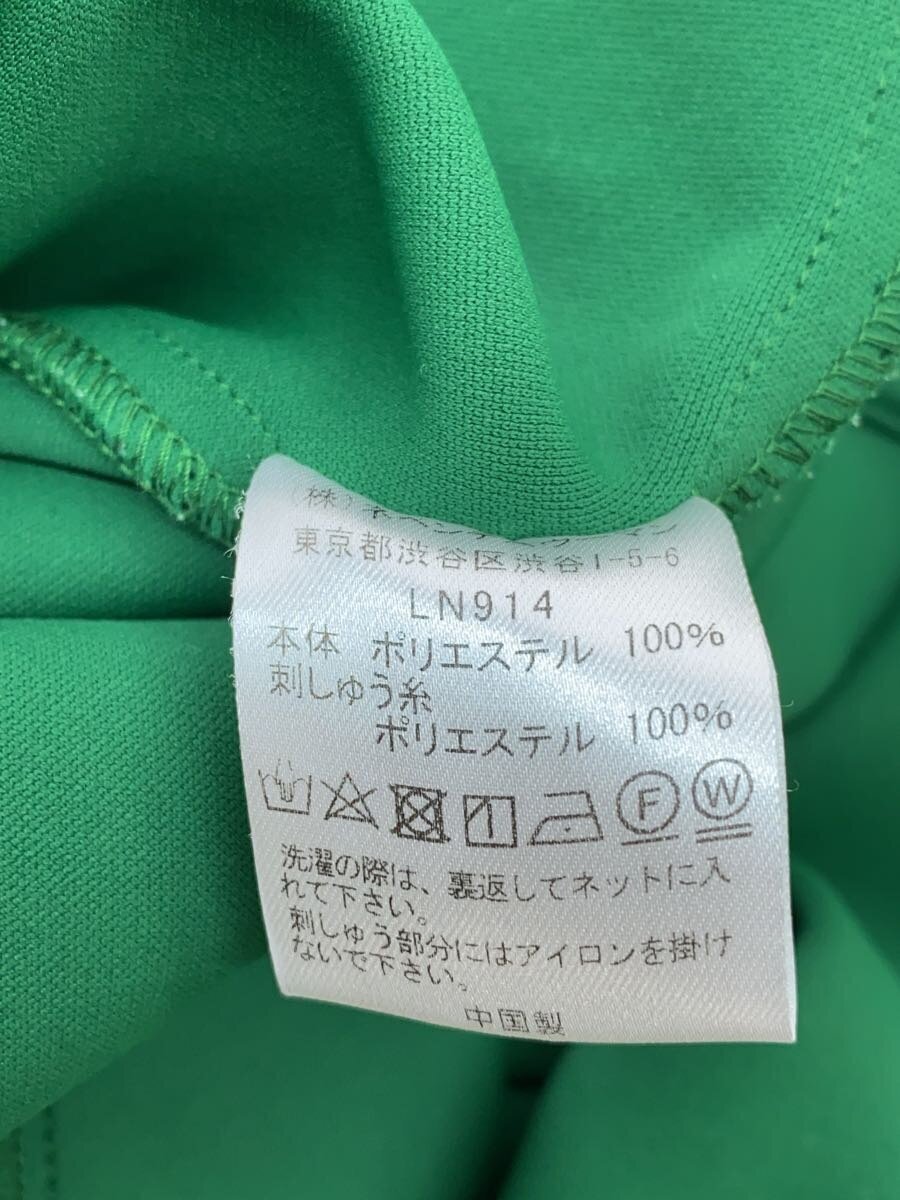 東京都渋谷区渋谷1-5-6
LN914
本体 ポリエステル 100%
刺しゅう糸
ポリエステル 100%
F W
洗濯の際は、裏返してネットに入
れて下さい。
刺しゅう部分にはアイロンを掛け
ないで下さい。
中国製